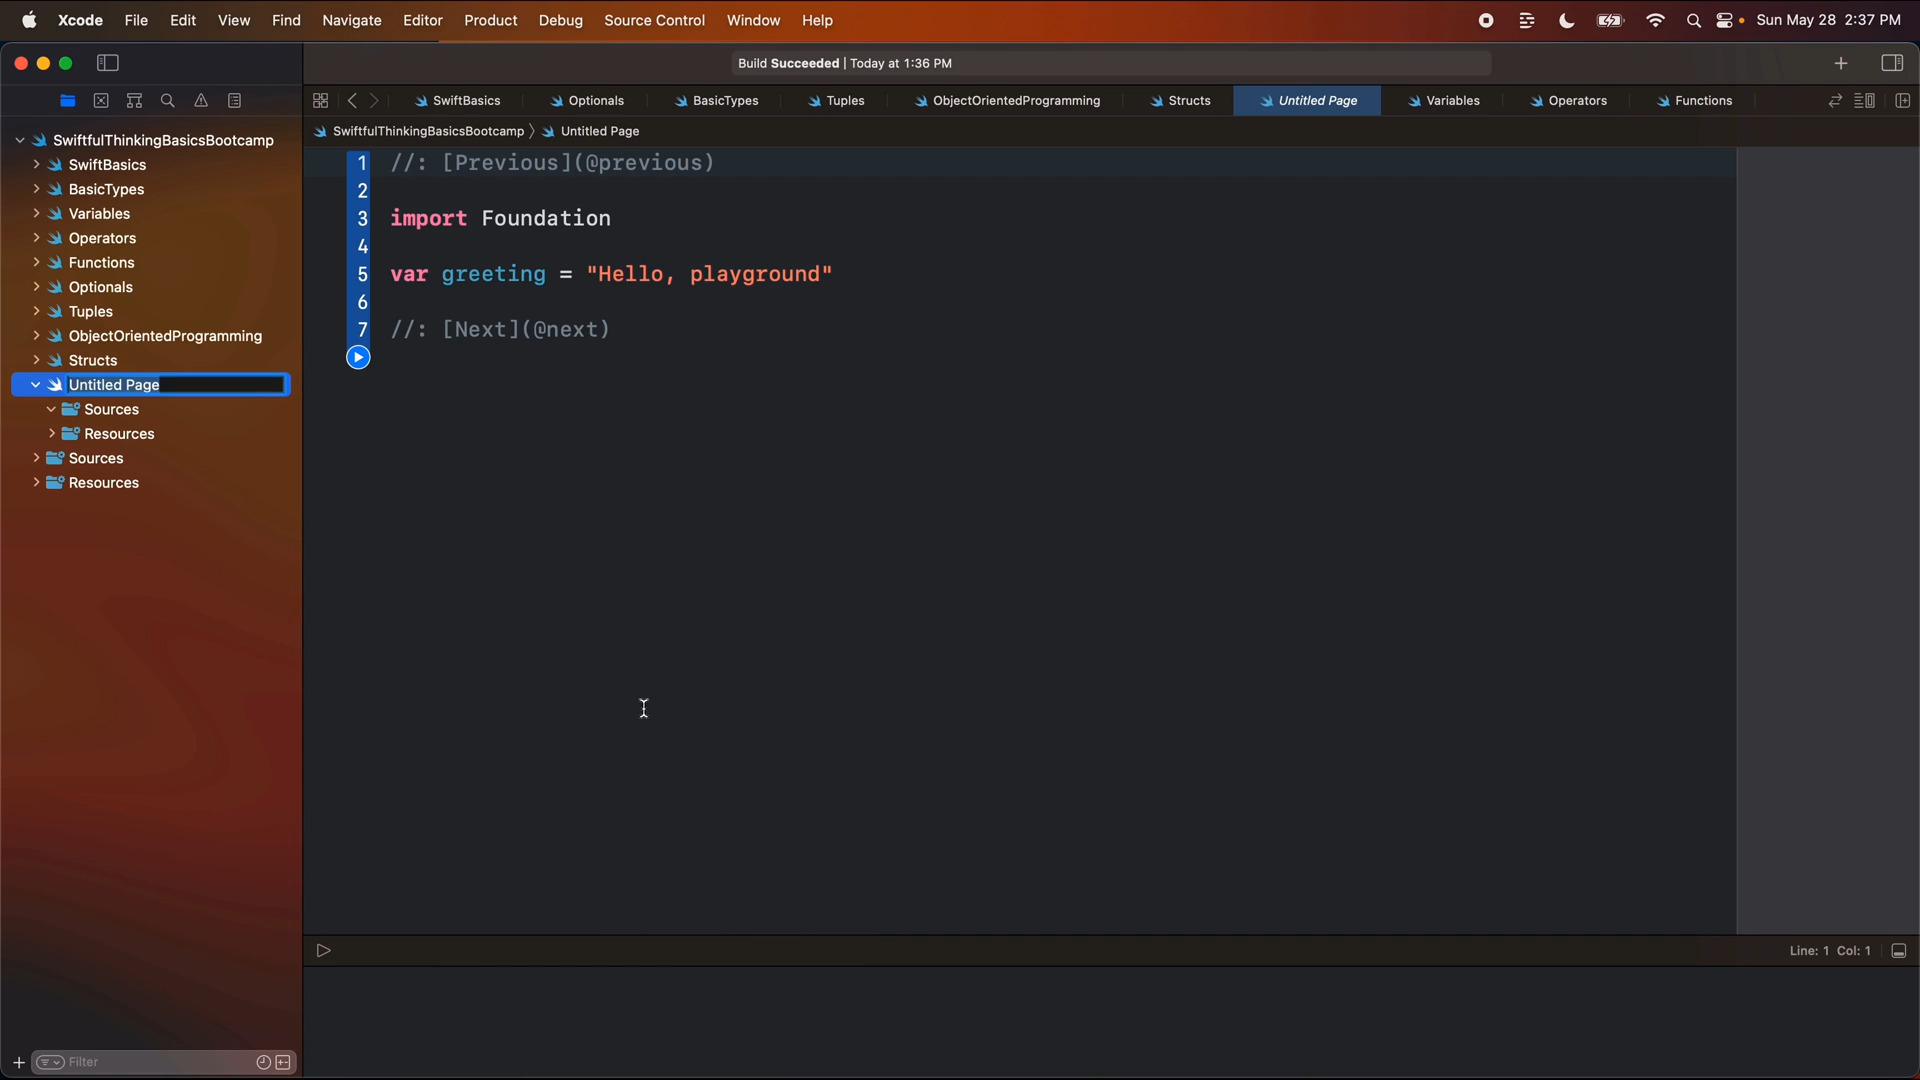 Xcode File Edit View Find Navigate Editor Product Debug Source Control Window Help Sun May 28 2:37 PM
Build Succeeded | Today at 1:36 PM
SwiftBasics Optionals BasicTypes Tuples ObjectOrientedProgramming Structs Untitled Page Variables Operators Functions
SwiftfulThinkingBasicsBootcamp Untitled Page
SwiftfulThinkingBasicsBootcamp
SwiftBasics
BasicTypes
Variables
Operators
Functions
Optionals
Tuples
ObjectOrientedProgramming
Structs
Untitled Page
Sources
Resources
Sources
Resources
1 //: [Previous](@previous)
2
3 import Foundation
4
5 var greeting = "Hello, playground"
6
7 //: [Next](@next)
Line: 1 Col: 1
Filter